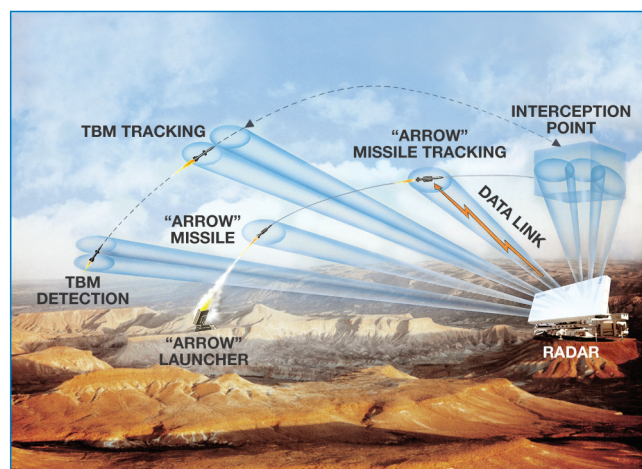 TBM TRACKING
"ARROW"
MISSILE TRACKING
INTERCEPTION
POINT
"ARROW"
MISSILE
DATA LINK
TBM
DETECTION
"ARROW"
LAUNCHER
RADAR